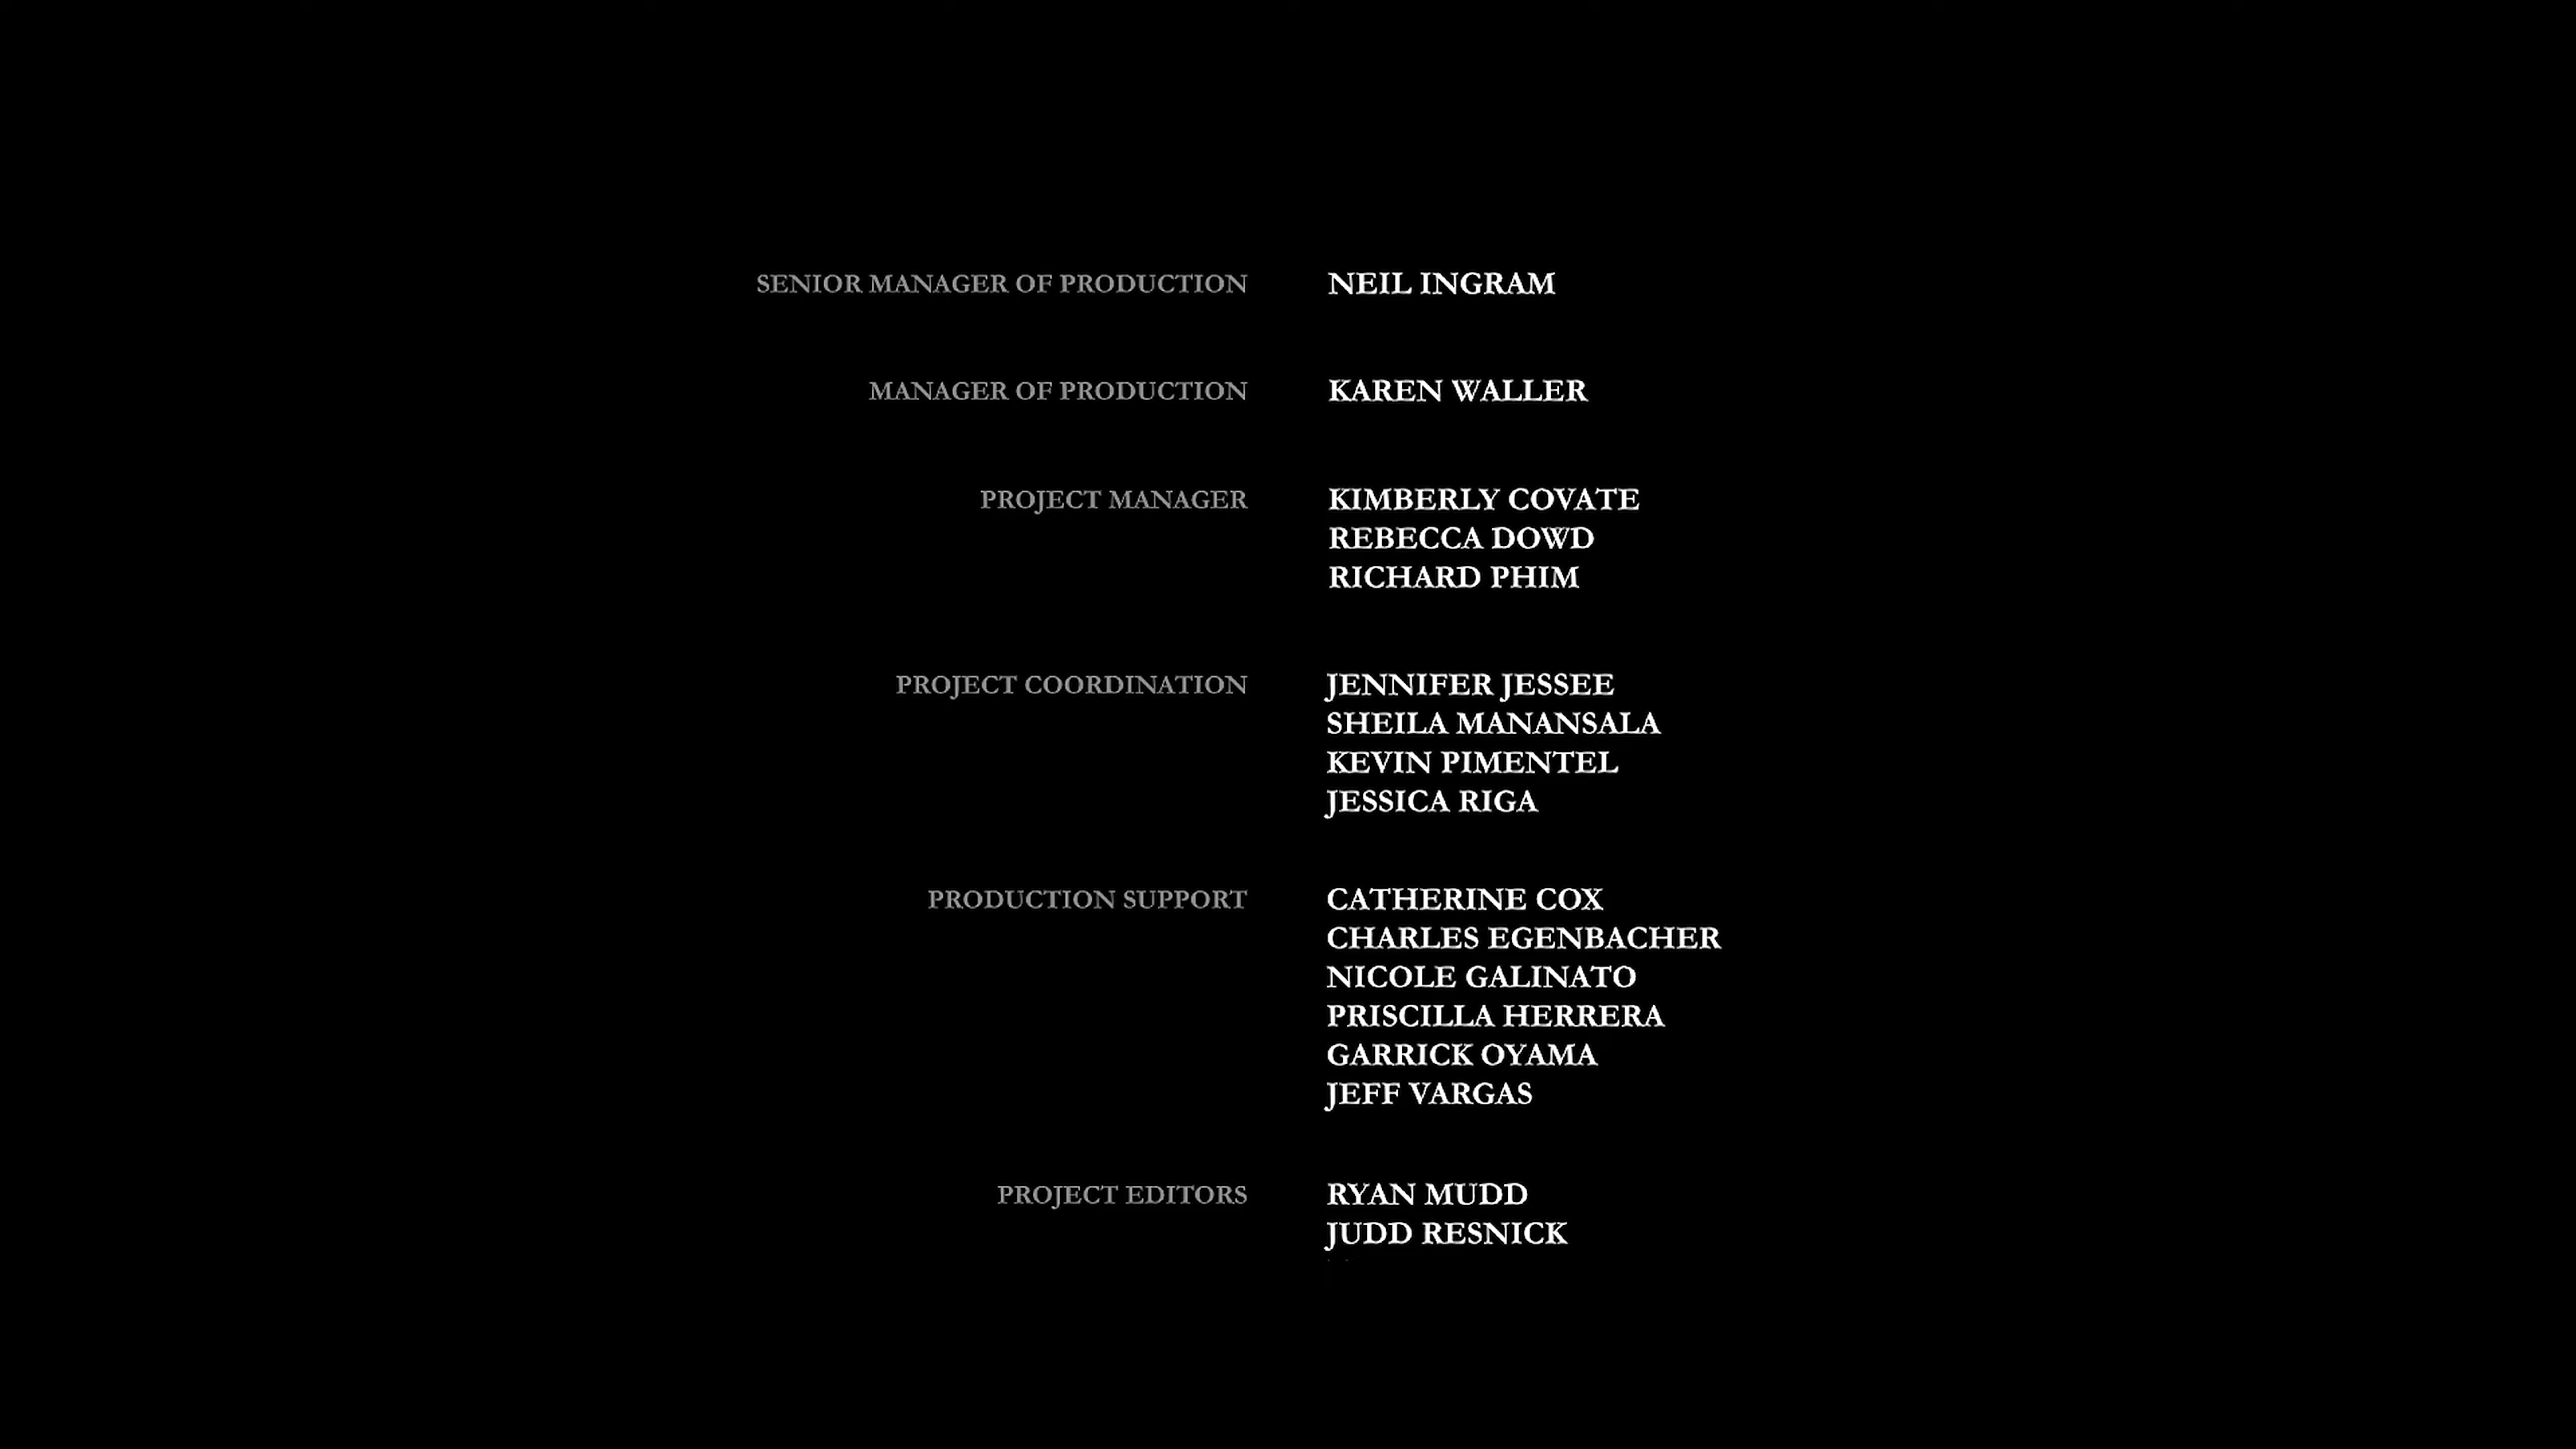 SENIOR MANAGER OF PRODUCTION NEIL INGRAM
MANAGER OF PRODUCTION KAREN WALLER
PROJECT MANAGER KIMBERLY COVATE
REBECCA DOWD
RICHARD PHIM
PROJECT COORDINATION JENNIFER JESSEE
SHEILA MANANSALA
KEVIN PIMENTEL
JESSICA RIGA
PRODUCTION SUPPORT CATHERINE COX
CHARLES EGENBACHER
NICOLE GALINATO
PRISCILLA HERRERA
GARRICK OYAMA
JEFF VARGAS
PROJECT EDITORS RYAN MUDD
JUDD RESNICK